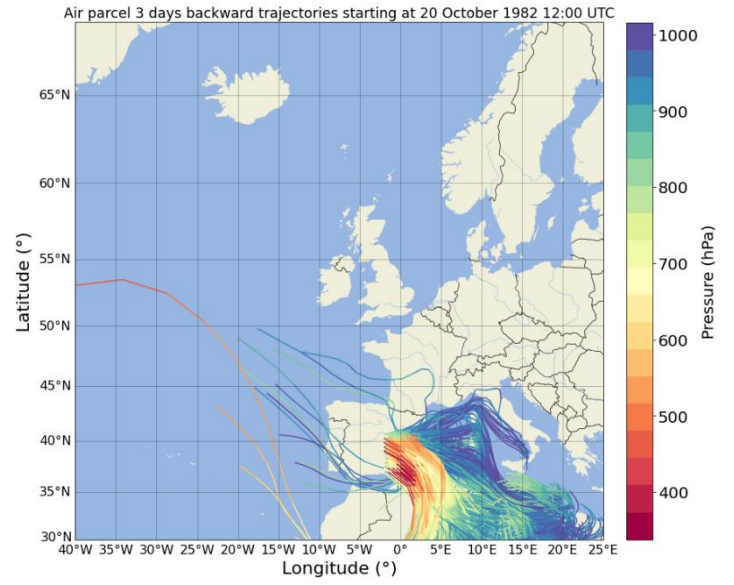 Air parcel 3 days backward trajectories starting at 20 October 1982 12:00 UTC
65°N
60°N
55°N
50°N
45°N
40°N
35°N
30°N
Latitude (°)
40°W 35°W 30°W 25°W 20°W 15°W 10°W 5°W 0° 5°E 10°E 15°E 20°E 25°E
Longitude (°)
1000
900
800
700
600
500
400
Pressure (hPa)